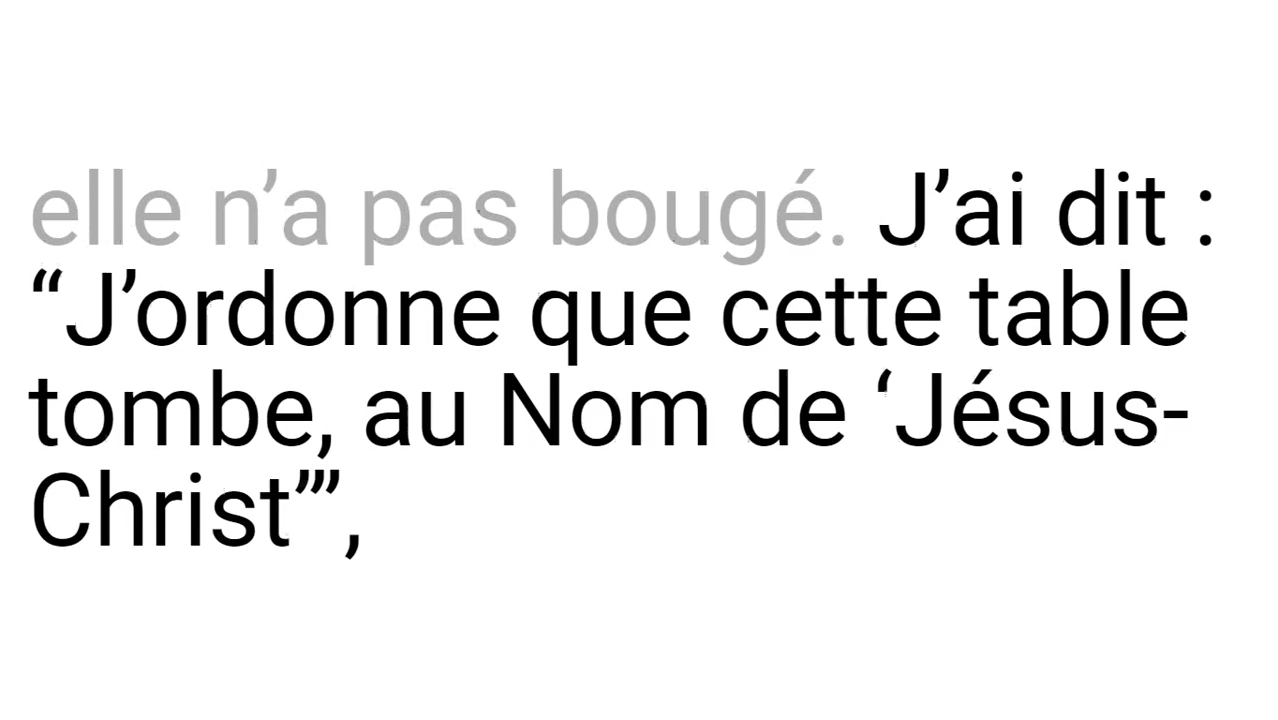 elle n’a pas bougé. J’ai dit :
“J’ordonne que cette table
tombe, au Nom de ‘Jésus-
Christ’”,